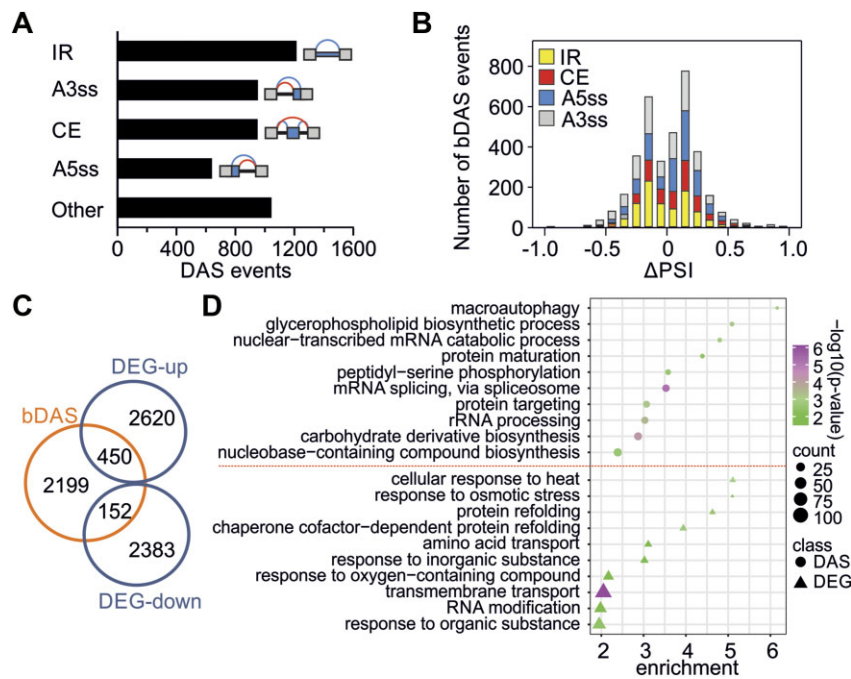 A
IR
A3ss
CE
A5ss
Other
0
400
800
1200
1600
DAS events
B
IR
CE
A5ss
A3ss
Number of bDAS events
800
600
400
200
0
-1.0
-0.5
0
0.5
1.0
ΔPSI
C
DEG-up
bDAS
2620
450
2199
152
2383
DEG-down
D
macroautophagy
glycerophospholipid biosynthetic process
nuclear-transcribed mRNA catabolic process
protein maturation
peptidyl-serine phosphorylation
mRNA splicing, via spliceosome
protein targeting
rRNA processing
carbohydrate derivative biosynthesis
nucleobase-containing compound biosynthesis
cellular response to heat
response to osmotic stress
protein refolding
chaperone cofactor-dependent protein refolding
amino acid transport
response to inorganic substance
response to oxygen-containing compound
transmembrane transport
RNA modification
response to organic substance
2
3
4
5
6
enrichment
-log10(p-value)
6
5
4
3
2
count
25
50
75
100
class
DAS
DEG